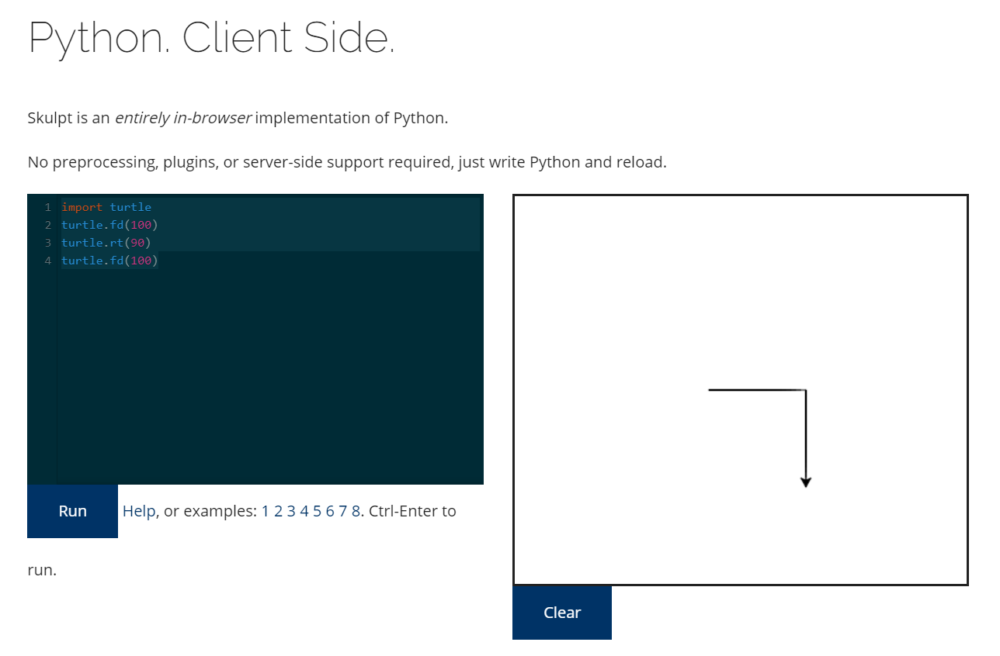 Python. Client Side.
Skulpt is an entirely in-browser implementation of Python.
No preprocessing, plugins, or server-side support required, just write Python and reload.
1 import turtle
2 turtle.fd(100)
3 turtle.rt(90)
4 turtle.fd(100)
Run Help, or examples: 1 2 3 4 5 6 7 8. Ctrl-Enter to
run.
Clear